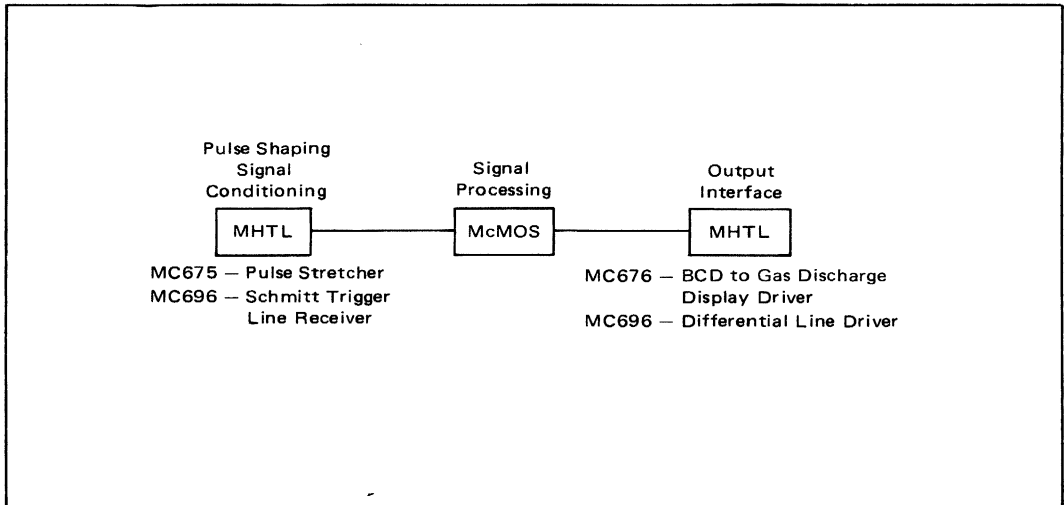 Pulse Shaping
Signal
Conditioning
MHTL
MC675 — Pulse Stretcher
MC696 — Schmitt Trigger
Line Receiver
Signal
Processing
McMOS
Output
Interface
MHTL
MC676 — BCD to Gas Discharge
Display Driver
MC696 — Differential Line Driver